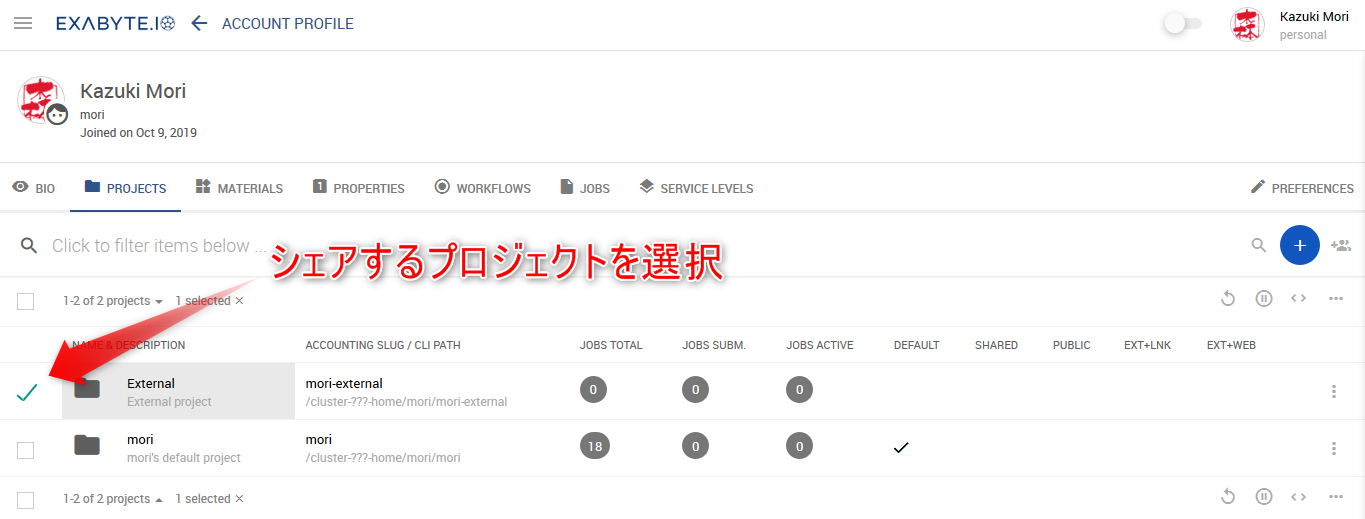 EXABYTE.IO ACCOUNT PROFILE Kazuki Mori
personal
Kazuki Mori
mori
Joined on Oct 9, 2019
BIO PROJECTS MATERIALS 1 PROPERTIES WORKFLOWS JOBS SERVICE LEVELS PREFERENCES
Click to filter items below ...
シェアするプロジェクトを選択
1-2 of 2 projects 1 selected ×
NAME & DESCRIPTION ACCOUNTING SLUG / CLI PATH JOBS TOTAL JOBS SUBM. JOBS ACTIVE DEFAULT SHARED PUBLIC EXT+LNK EXT+WEB
External mori-external 0 0 0
External project /cluster-???-home/mori/mori-external
mori mori 18 0 0
mori's default project /cluster-???-home/mori/mori
1-2 of 2 projects 1 selected ×